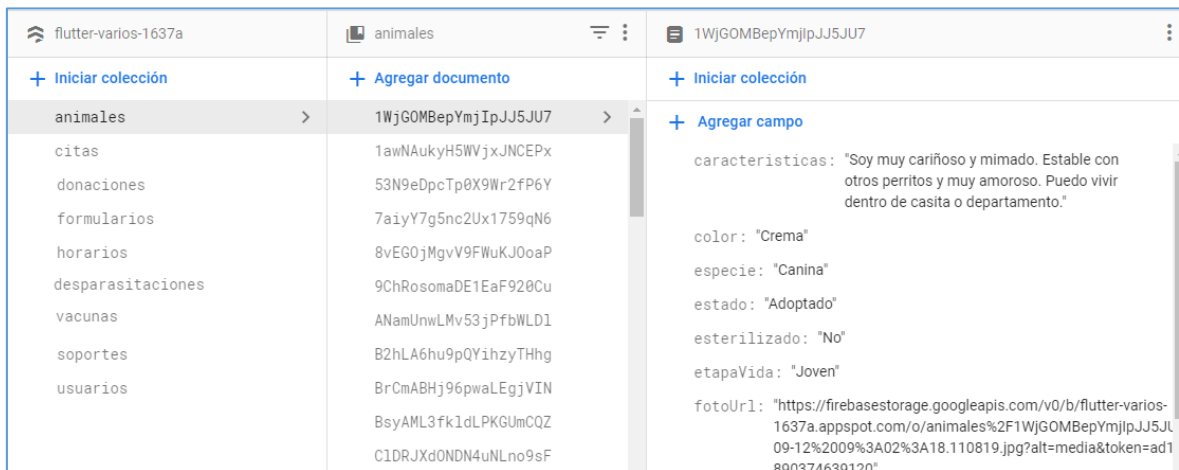 flutter-varios-1637a
+ Iniciar colección
animales
citas
donaciones
formularios
horarios
desparasitaciones
vacunas
soportes
usuarios
animales
+ Agregar documento
1WjGOMBepYmjIpJJ5JU7
1awNAukyH5WVjxJNCEPx
53N9eDpcTp0X9Wr2fP6Y
7aiyY7g5nc2Ux1759qN6
8vEGOjMgvV9FWuKJOoaP
9ChRosomaDE1EaF920Cu
ANamUnwLMv53jPfbWLDl
B2hLA6hu9pQYihzyTHhg
BrCmABHj96pwaLEgjVIN
BsyAML3fkldLPKGUmCQZ
ClDRJXdONDN4uNLno9sF
1WjGOMBepYmjIpJJ5JU7
+ Iniciar colección
+ Agregar campo
caracteristicas: "Soy muy cariñoso y mimado. Estable con
otros perritos y muy amoroso. Puedo vivir
dentro de casita o departamento."
color: "Crema"
especie: "Canina"
estado: "Adoptado"
esterilizado: "No"
etapaVida: "Joven"
fotoUrl: "https://firebasestorage.googleapis.com/v0/b/flutter-varios-
1637a.appspot.com/o/animales%2F1WjGOMBepYmjIpJJ5JU
09-12%2009%3A02%3A18.110819.jpg?alt=media&token=ad1
890374639120"